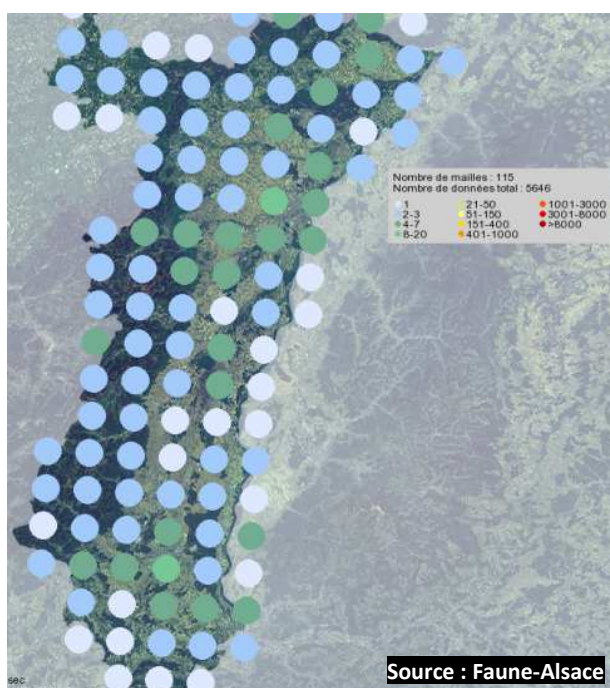 Nombre de mailles : 115
Nombre de données total : 5646
1 21-50 1001-3000
2-3 51-150 3001-8000
4-7 151-400 >8000
8-20 401-1000
Source : Faune-Alsace